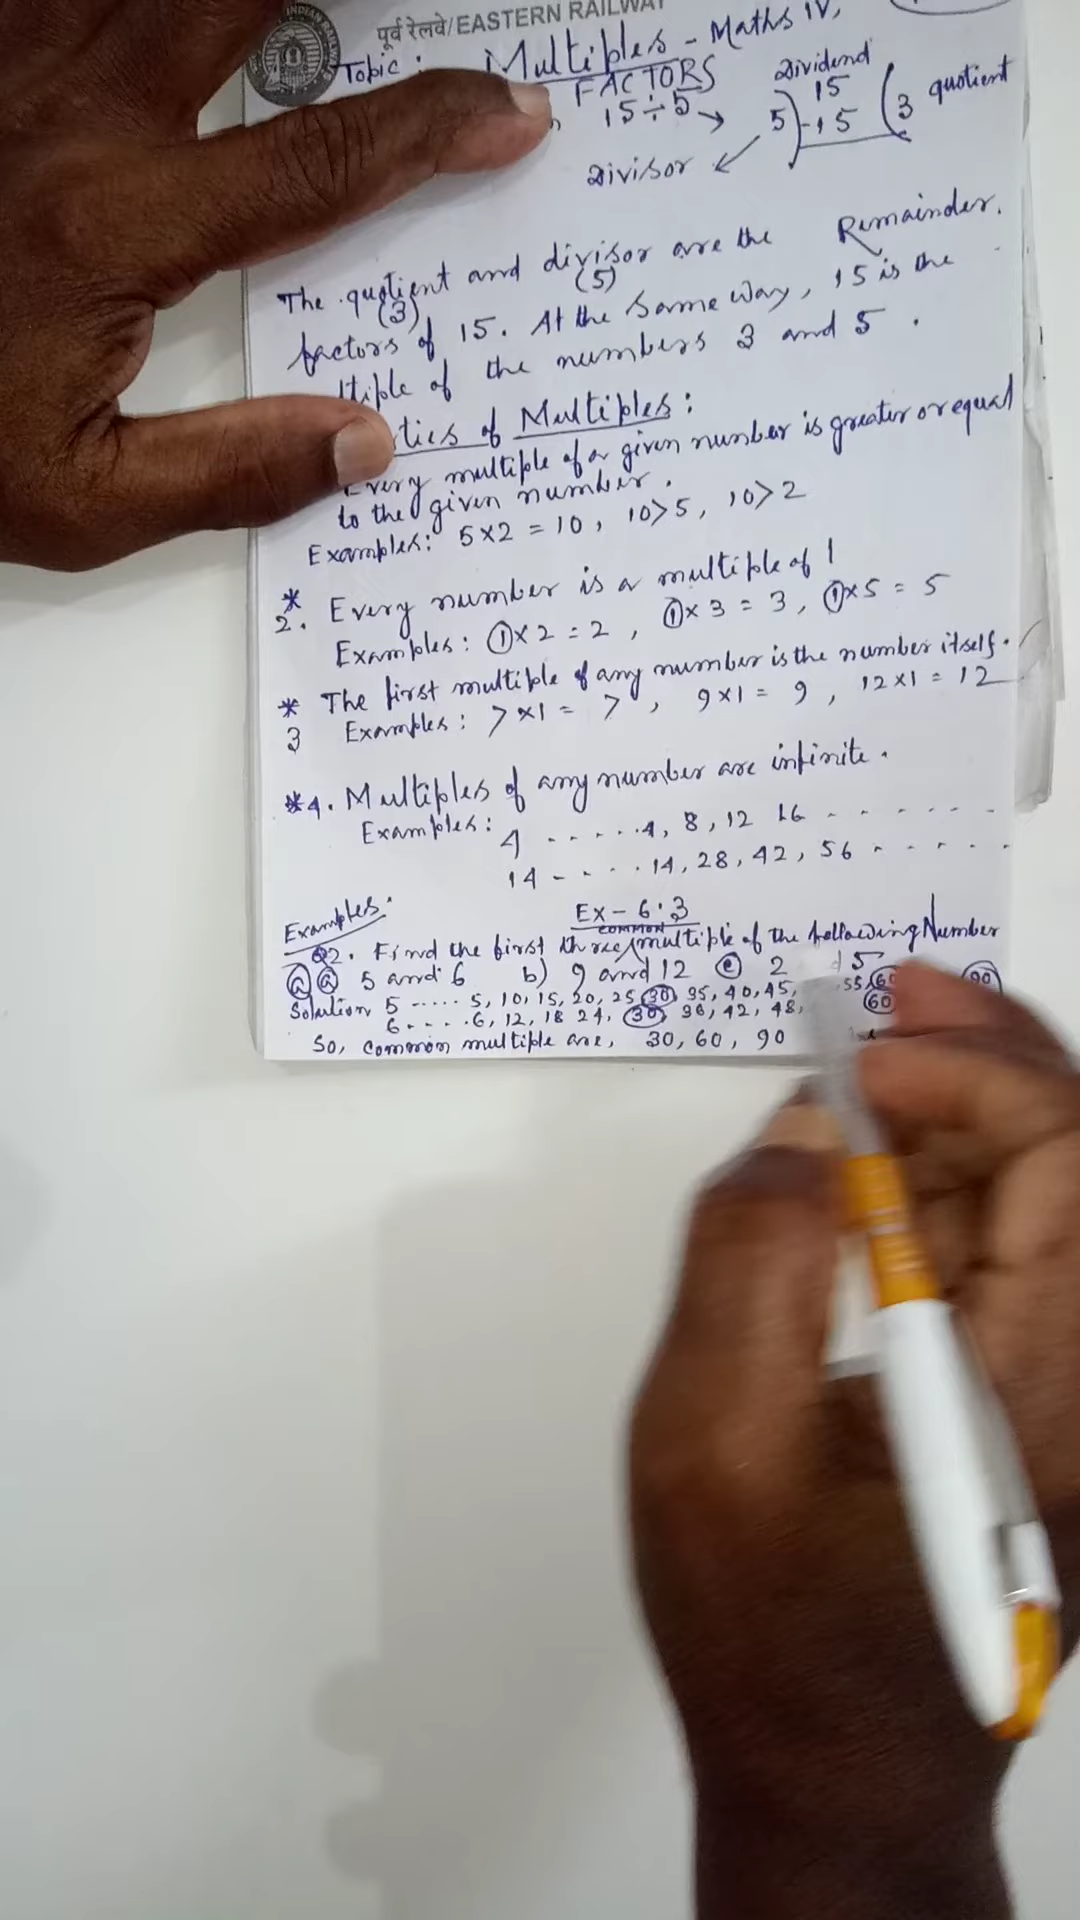 INDIAN RAILWAY
पूर्व रेलवे/EASTERN RAILWAY
Topic: Multiples - Maths IV,
FACTORS
Dividend
15 ÷ 5 →
15
5) -15 (3 quotient
Divisor ↙
Remainder.
The quotient and divisor are the
(3) (5)
factors of 15. At the same way, 15 is the
ltiple of the numbers 3 and 5.
ties of Multiples:
Every multiple of a given number is greater or equal
to the given number.
Examples: 5×2 = 10, 10>5, 10>2
*
2. Every number is a multiple of 1
Examples: ①×2 = 2, ①×3 = 3, ①×5 = 5
* The first multiple of any number is the number itself.
3 Examples: 7×1 = 7, 9×1 = 9, 12×1 = 12
*4. Multiples of any number are infinite.
Examples: 4 .....4, 8, 12 16 .......
14 - ....14, 28, 42, 56 .....
Examples. Ex - 6.3
COMMON
Q2. Find the first three multiple of the following Number
ⓐ ⓐ 5 and 6 b) 9 and 12 ⓔ 2 d 5
Solution 5 ..... 5, 10, 15, 20, 25, 30, 35, 40, 45, 55, 60 90
6.....6, 12, 18 24, 30, 36, 42, 48, 60
So, common multiple are, 30, 60, 90